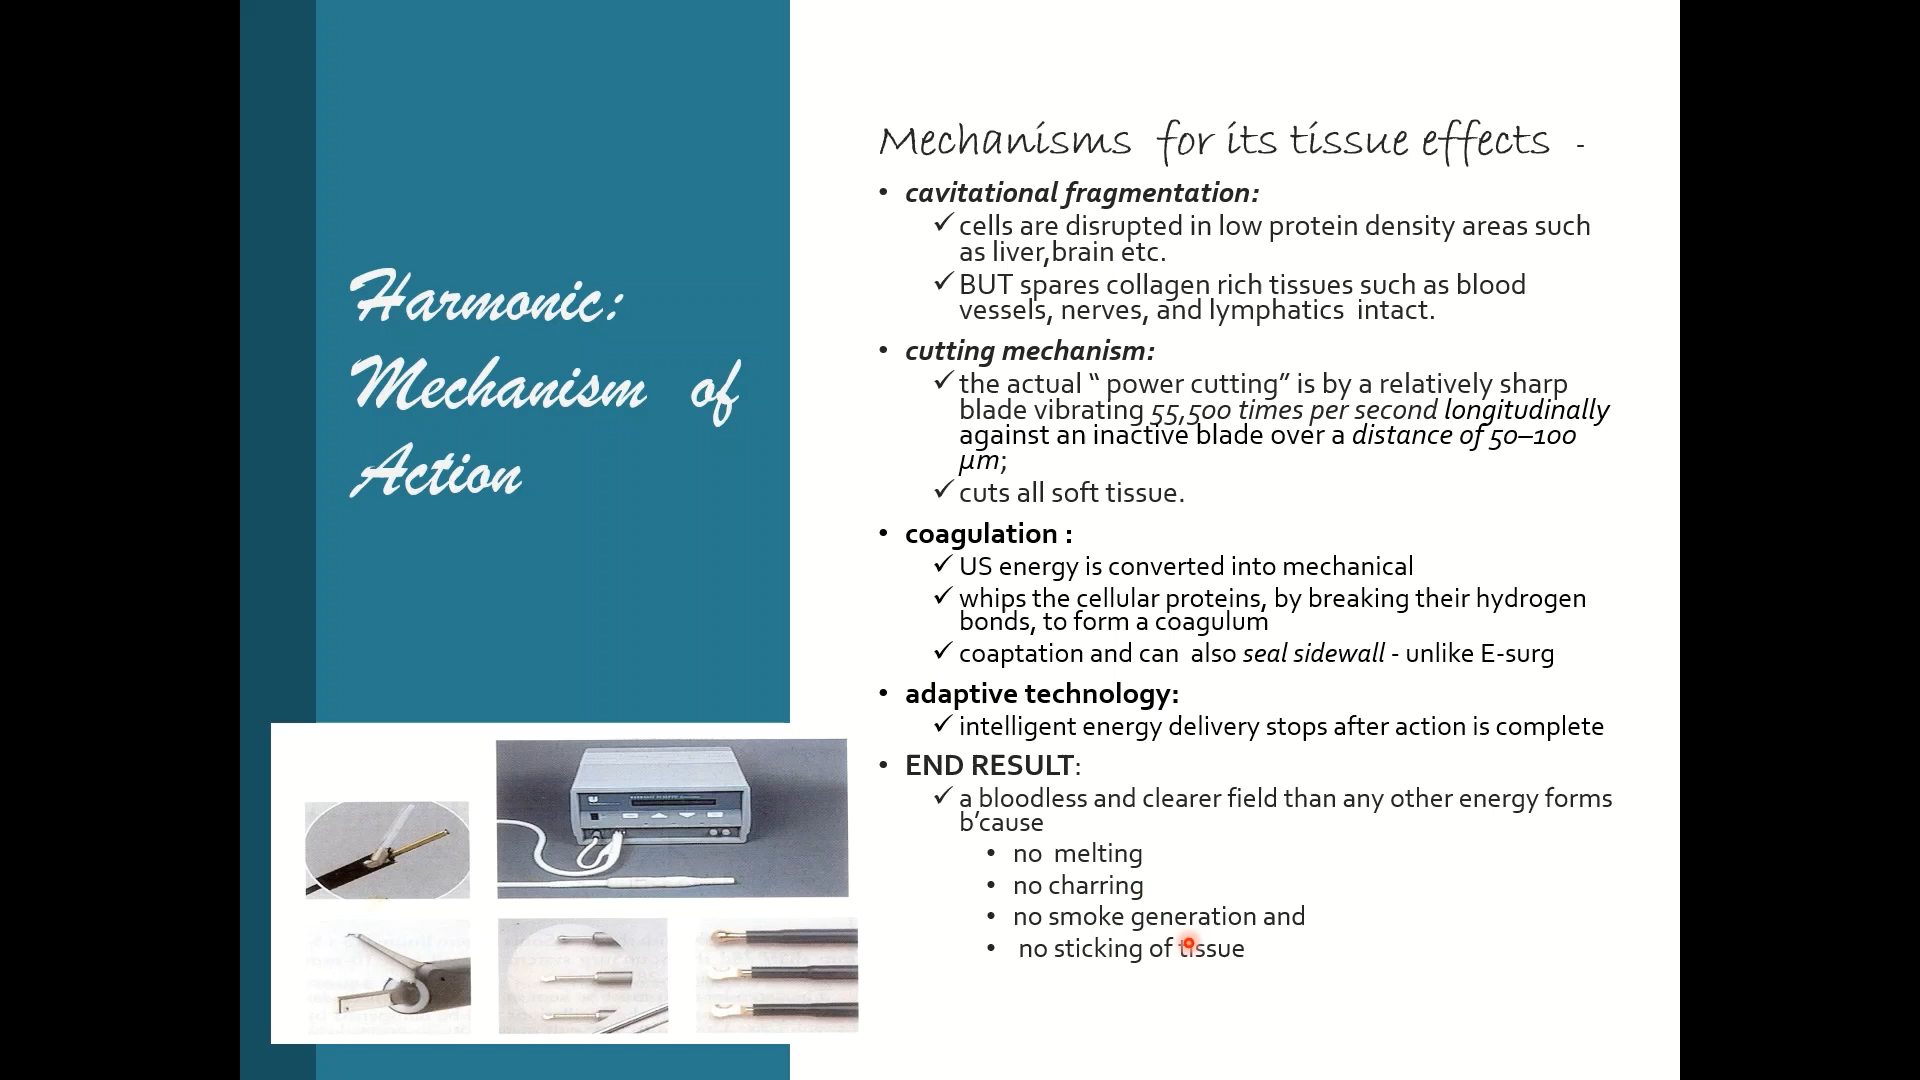 Harmonic:
Mechanism of
Action
Mechanisms for its tissue effects -
• cavitational fragmentation:
✓ cells are disrupted in low protein density areas such
as liver,brain etc.
✓ BUT spares collagen rich tissues such as blood
vessels, nerves, and lymphatics intact.
• cutting mechanism:
✓ the actual “ power cutting” is by a relatively sharp
blade vibrating 55,500 times per second longitudinally
against an inactive blade over a distance of 50–100
µm;
✓ cuts all soft tissue.
• coagulation :
✓ US energy is converted into mechanical
✓ whips the cellular proteins, by breaking their hydrogen
bonds, to form a coagulum
✓ coaptation and can also seal sidewall - unlike E-surg
• adaptive technology:
✓ intelligent energy delivery stops after action is complete
• END RESULT:
✓ a bloodless and clearer field than any other energy forms
b’cause
• no melting
• no charring
• no smoke generation and
• no sticking of tissue